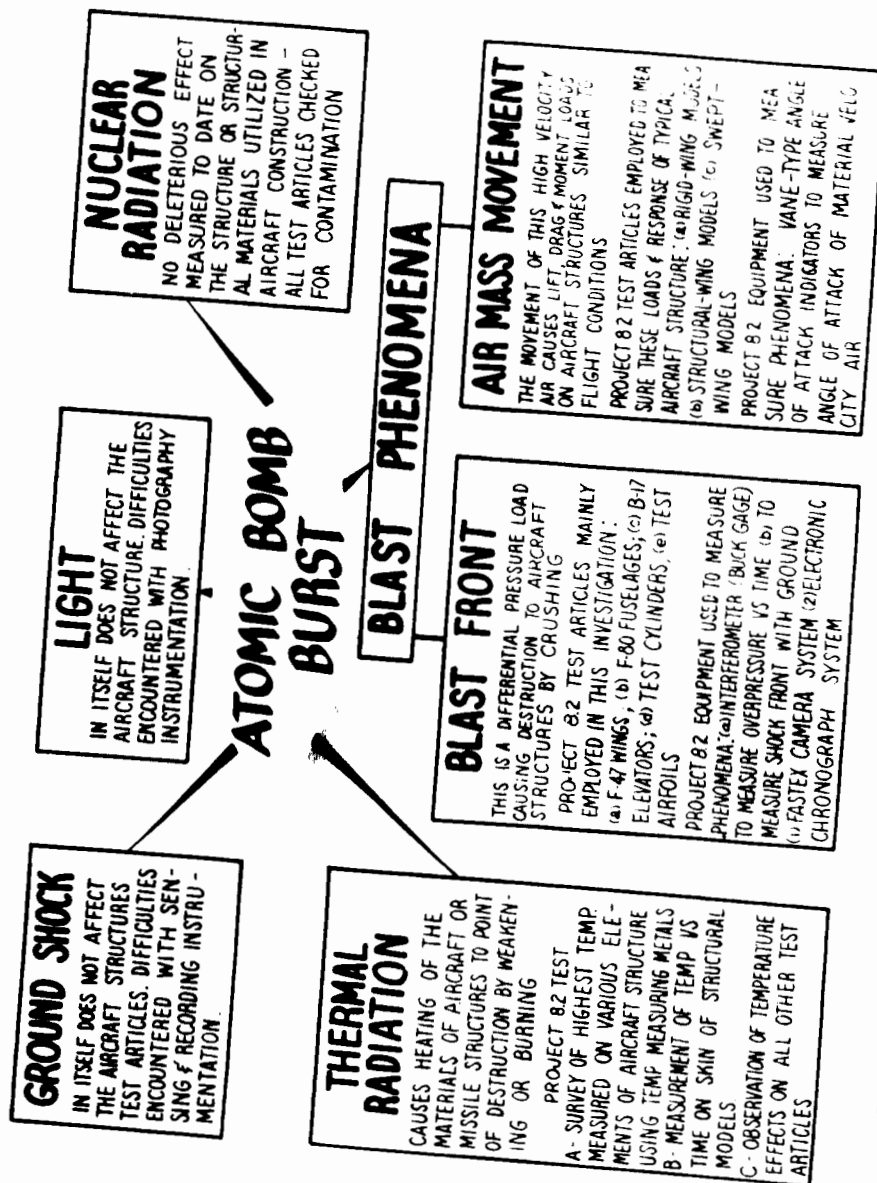 GROUND SHOCK
IN ITSELF DOES NOT AFFECT
THE AIRCRAFT STRUCTURES
TEST ARTICLES. DIFFICULTIES
ENCOUNTERED WITH SEN-
SING & RECORDING INSTRU-
MENTATION.
LIGHT
IN ITSELF DOES NOT AFFECT THE
AIRCRAFT STRUCTURE. DIFFICULTIES
ENCOUNTERED WITH PHOTOGRAPHY
INSTRUMENTATION.
NUCLEAR
RADIATION
NO DELETERIOUS EFFECT
MEASURED TO DATE ON
THE STRUCTURE OR STRUCTUR-
AL MATERIALS UTILIZED IN
AIRCRAFT CONSTRUCTION -
ALL TEST ARTICLES CHECKED
FOR CONTAMINATION
ATOMIC BOMB
BURST
THERMAL
RADIATION
CAUSES HEATING OF THE
MATERIALS OF AIRCRAFT OR
MISSILE STRUCTURES TO POINT
OF DESTRUCTION BY WEAKEN-
ING OR BURNING
PROJECT 8.2 TEST
A- SURVEY OF HIGHEST TEMP.
MEASURED ON VARIOUS ELE-
MENTS OF AIRCRAFT STRUCTURE
USING TEMP MEASURING METALS
B- MEASUREMENT OF TEMP VS
TIME ON SKIN OF STRUCTURAL
MODELS.
C- OBSERVATION OF TEMPERATURE
EFFECTS ON ALL OTHER TEST
ARTICLES
BLAST PHENOMENA
BLAST FRONT
THIS IS A DIFFERENTIAL PRESSURE LOAD
CAUSING DESTRUCTION TO AIRCRAFT
STRUCTURES BY CRUSHING
PROJECT 8.2 TEST ARTICLES MAINLY
EMPLOYED IN THIS INVESTIGATION:
(a) F-47 WINGS; (b) F-80 FUSELAGES; (c) B-17
ELEVATORS; (d) TEST CYLINDERS, (e) TEST
AIRFOILS
PROJECT 8.2 EQUIPMENT USED TO MEASURE
PHENOMENA: (a) INTERFEROMETER (BUCK GAGE)
TO MEASURE OVERPRESSURE VS TIME (b) TO
MEASURE SHOCK FRONT WITH GROUND
(1) FASTEX CAMERA SYSTEM (2) ELECTRONIC
CHRONOGRAPH SYSTEM
AIR MASS MOVEMENT
THE MOVEMENT OF THIS HIGH VELOCITY
AIR CAUSES LIFT, DRAG & MOMENT LOADS
ON AIRCRAFT STRUCTURES SIMILAR TO
FLIGHT CONDITIONS
PROJECT 8.2 TEST ARTICLES EMPLOYED TO MEA
SURE THESE LOADS & RESPONSE OF TYPICAL
AIRCRAFT STRUCTURE: (a) RIGID-WING MODELS
(b) STRUCTURAL-WING MODELS (c) SWEPT-
WING MODELS
PROJECT 8.2 EQUIPMENT USED TO MEA
SURE PHENOMENA: VANE-TYPE ANGLE
OF ATTACK INDICATORS TO MEASURE
ANGLE OF ATTACK OF MATERIAL VELO
CITY AIR